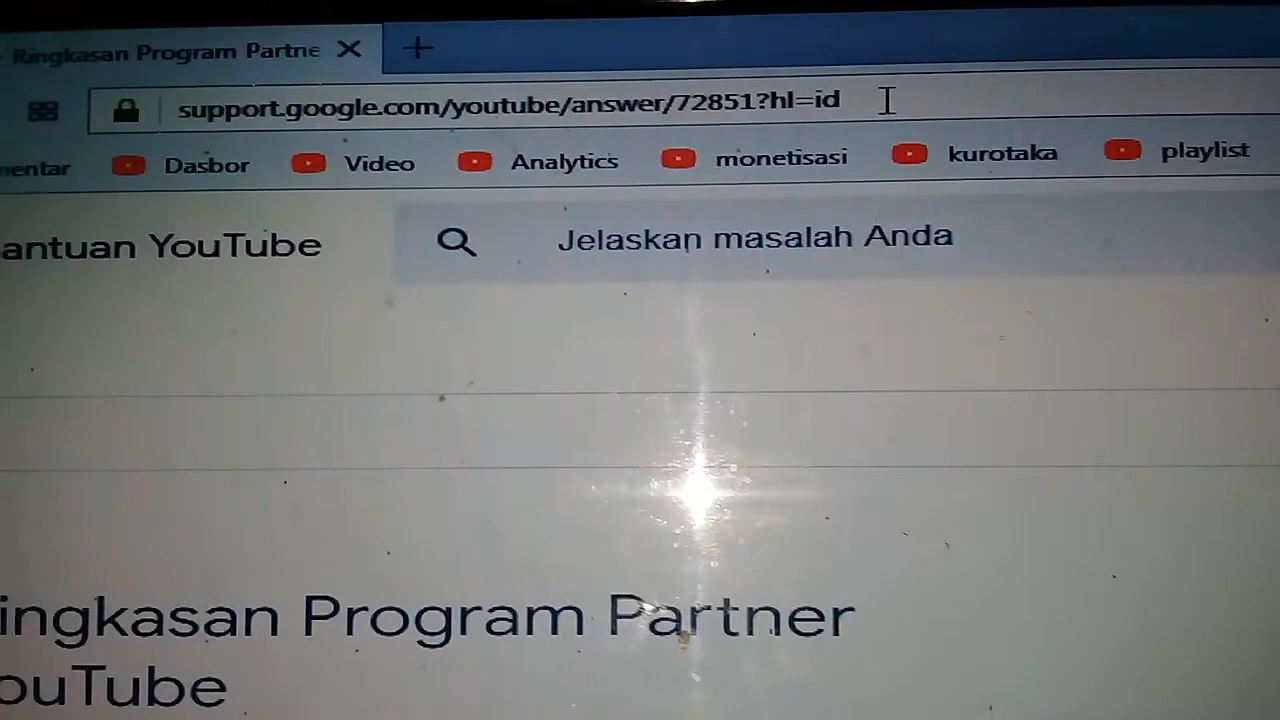 Ringkasan Program Partne
support.google.com/youtube/answer/72851?hl=id
mentar Dasbor Video Analytics monetisasi kurotaka playlist
antuan YouTube Jelaskan masalah Anda
ingkasan Program Partner
ouTube